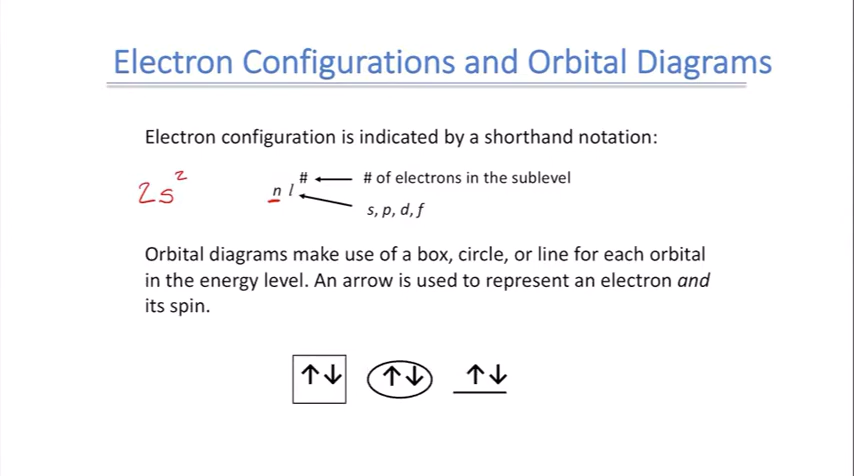 Electron Configurations and Orbital Diagrams
Electron configuration is indicated by a shorthand notation:
2s²
n l # # of electrons in the sublevel
s, p, d, f
Orbital diagrams make use of a box, circle, or line for each orbital
in the energy level. An arrow is used to represent an electron and
its spin.
↑↓ ↑↓ ↑↓